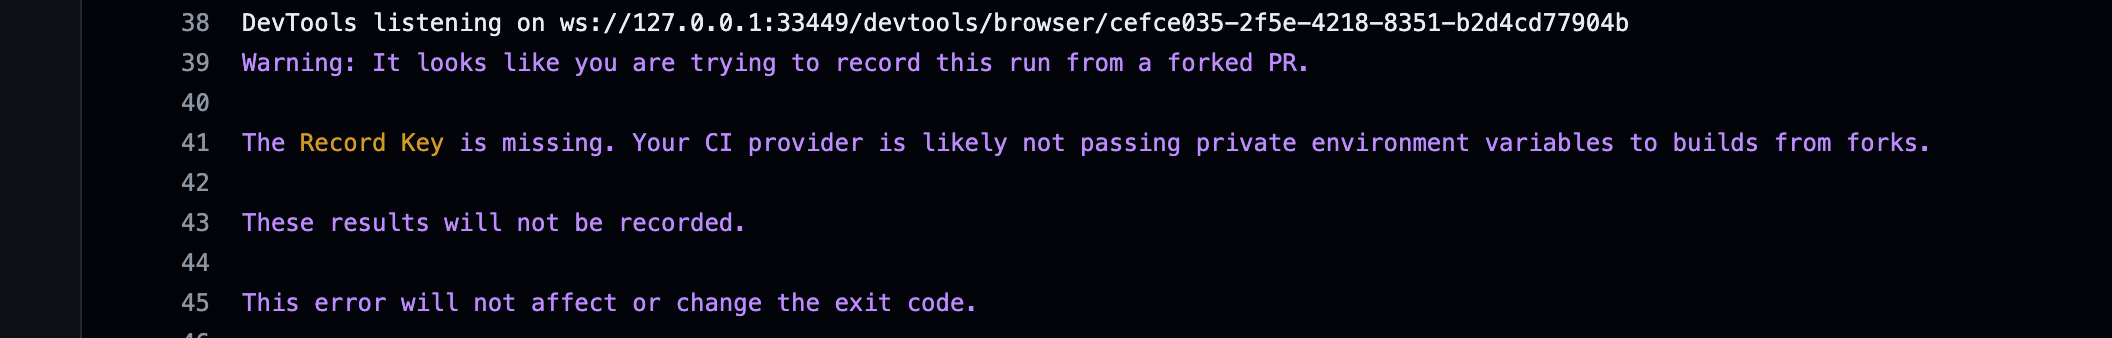 38 DevTools listening on ws://127.0.0.1:33449/devtools/browser/cefce035-2f5e-4218-8351-b2d4cd77904b
39 Warning: It looks like you are trying to record this run from a forked PR.
40
41 The Record Key is missing. Your CI provider is likely not passing private environment variables to builds from forks.
42
43 These results will not be recorded.
44
45 This error will not affect or change the exit code.
46